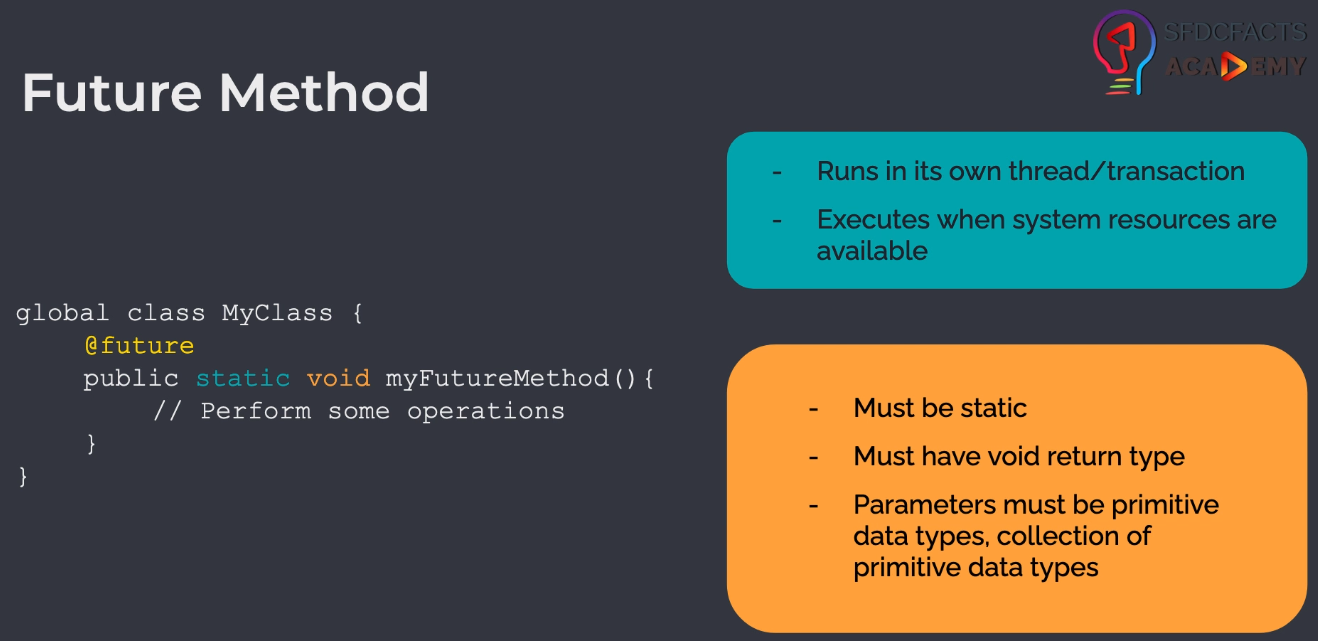 SFDCFACTS
ACADEMY
Future Method
- Runs in its own thread/transaction
- Executes when system resources are
available
global class MyClass {
@future
public static void myFutureMethod(){
// Perform some operations
}
}
- Must be static
- Must have void return type
- Parameters must be primitive
data types, collection of
primitive data types